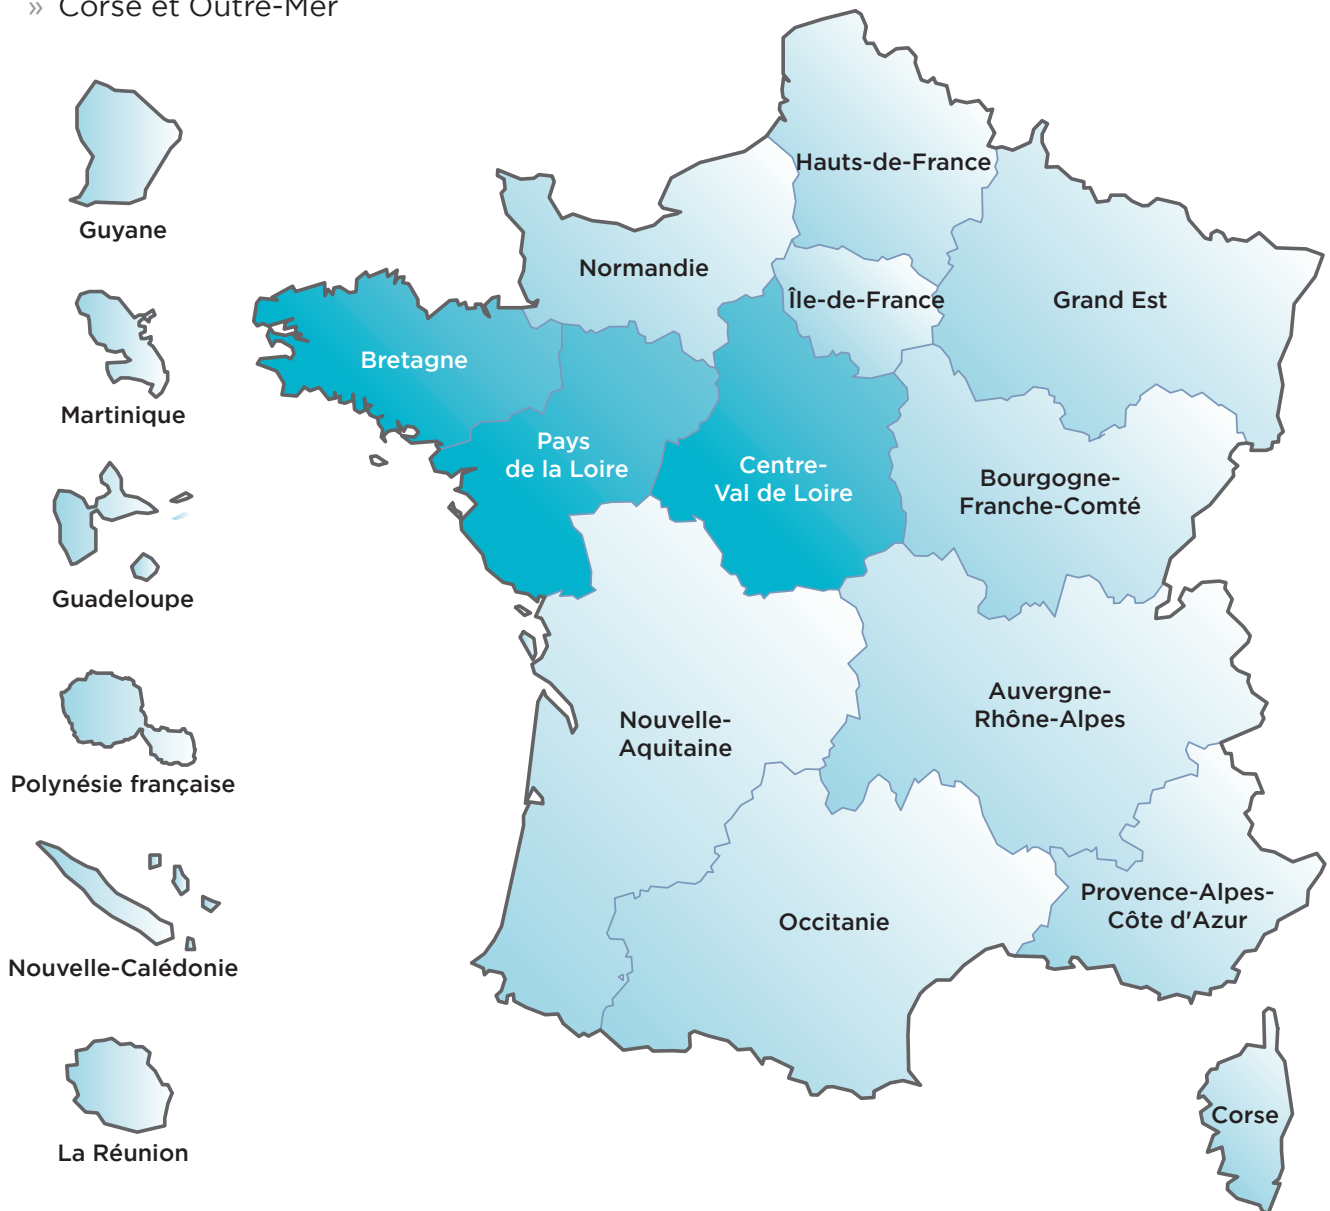 » Corse et Outre-Mer
Guyane
Martinique
Guadeloupe
Polynésie française
Nouvelle-Calédonie
La Réunion
Hauts-de-France
Normandie
Île-de-France
Grand Est
Bretagne
Pays
de la Loire
Centre-
Val de Loire
Bourgogne-
Franche-Comté
Nouvelle-
Aquitaine
Auvergne-
Rhône-Alpes
Occitanie
Provence-Alpes-
Côte d'Azur
Corse